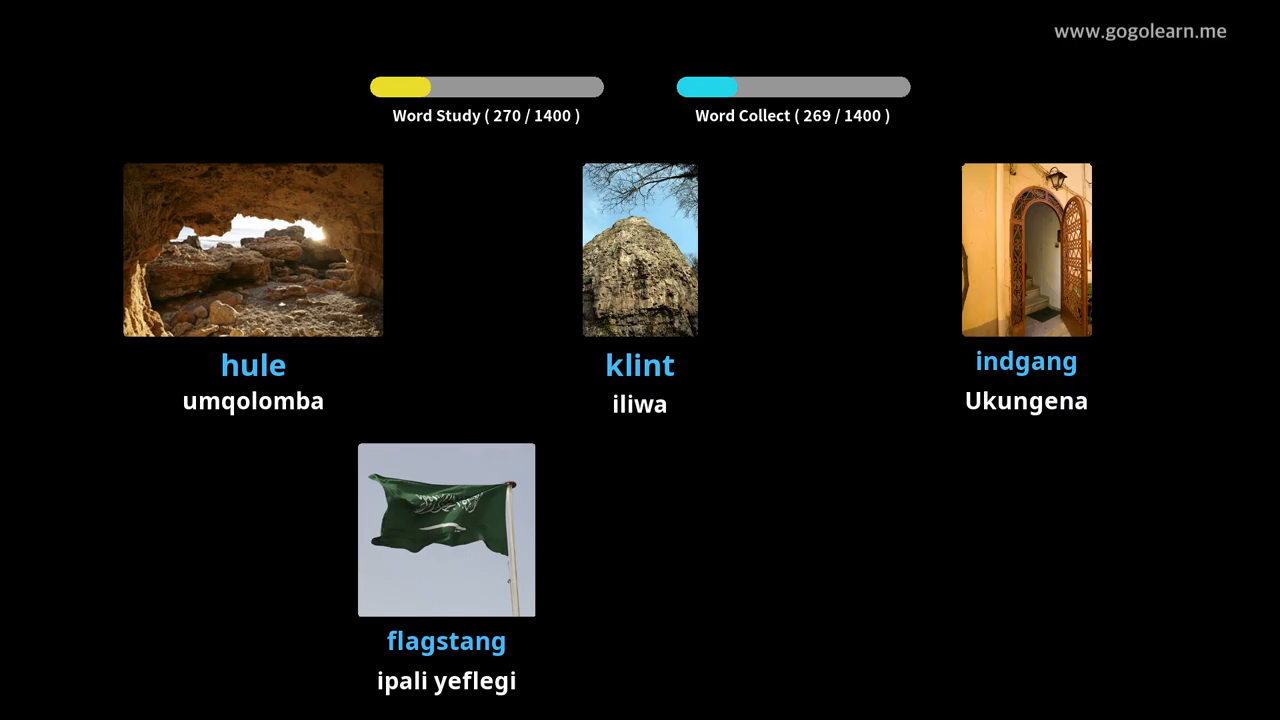 www.gogolearn.me
Word Study ( 270 / 1400 )
Word Collect ( 269 / 1400 )
hule
umqolomba
klint
iliwa
indgang
Ukungena
flagstang
ipali yeflegi